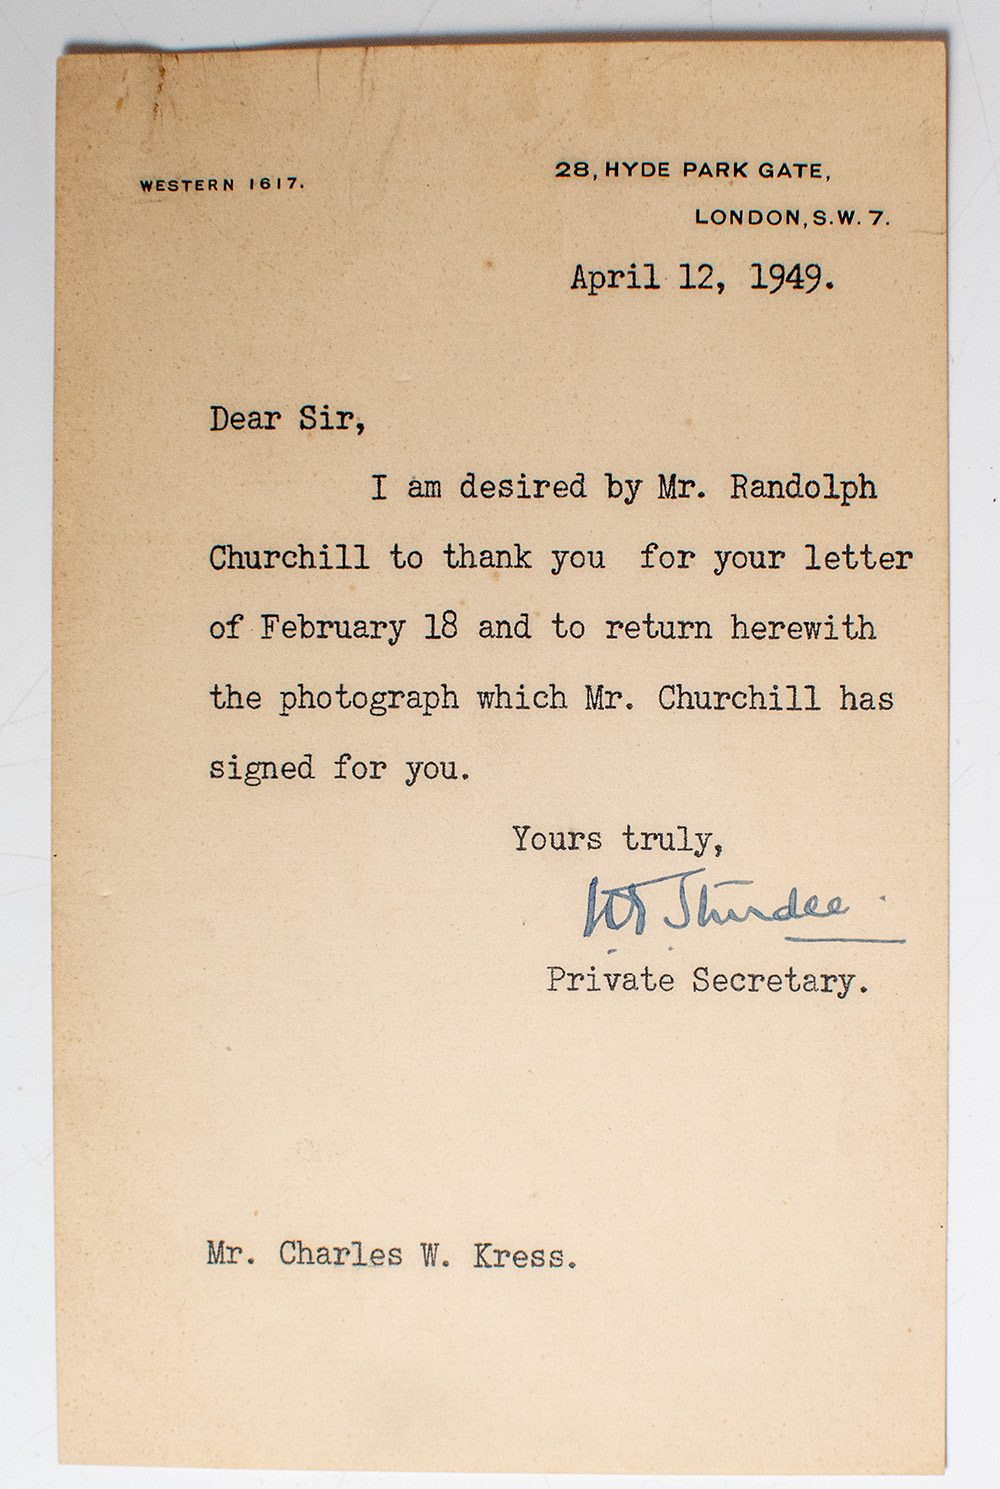 WESTERN 1617.
28, HYDE PARK GATE,
LONDON, S.W. 7.
April 12, 1949.
Dear Sir,
I am desired by Mr. Randolph
Churchill to thank you for your letter
of February 18 and to return herewith
the photograph which Mr. Churchill has
signed for you.
Yours truly,
Sturdee
Private Secretary.
Mr. Charles W. Kress.